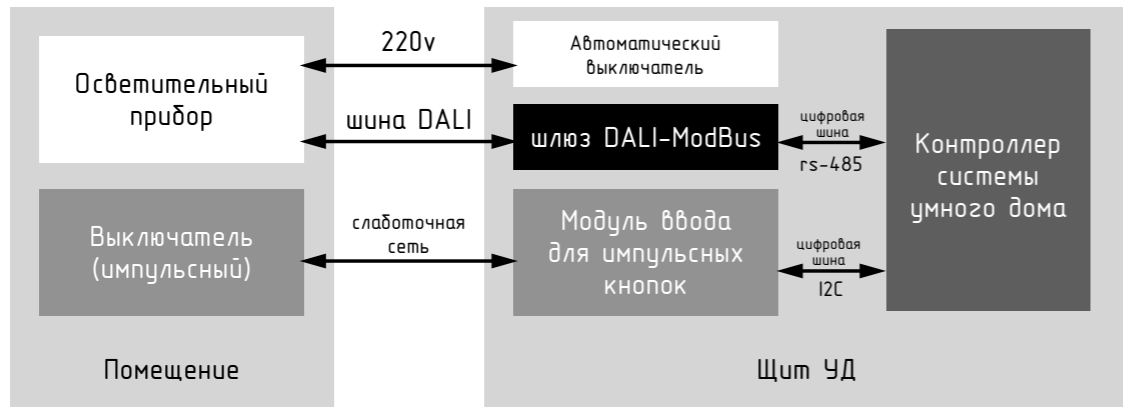 Осветительный
прибор
220v
Автоматический
выключатель
шина DALI
шлюз DALI-ModBus
цифровая
шина
rs-485
Контроллер
системы
умного дома
Выключатель
(импульсный)
слаботочная
сеть
Модуль ввода
для импульсных
кнопок
цифровая
шина
I2C
Помещение
Щит УД